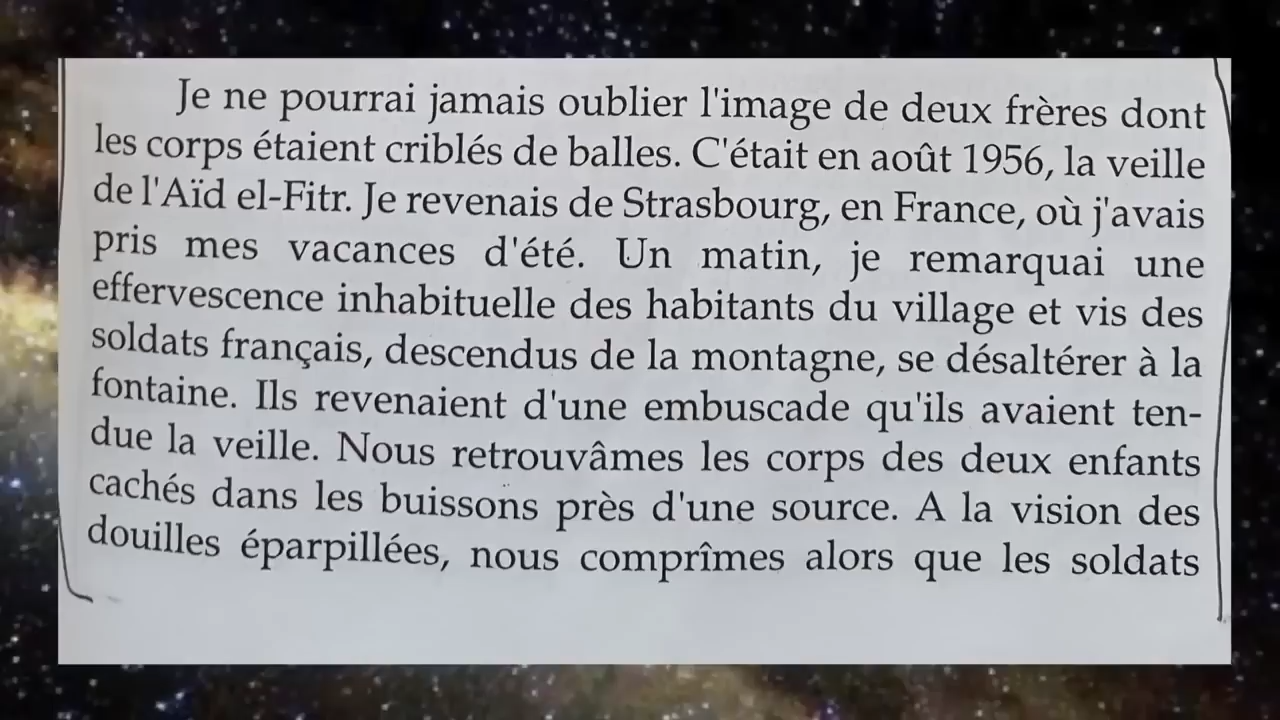 Je ne pourrai jamais oublier l'image de deux frères dont
les corps étaient criblés de balles. C'était en août 1956, la veille
de l'Aïd el-Fitr. Je revenais de Strasbourg, en France, où j'avais
pris mes vacances d'été. Un matin, je remarquai une
effervescence inhabituelle des habitants du village et vis des
soldats français, descendus de la montagne, se désaltérer à la
fontaine. Ils revenaient d'une embuscade qu'ils avaient ten-
due la veille. Nous retrouvâmes les corps des deux enfants
cachés dans les buissons près d'une source. A la vision des
douilles éparpillées, nous comprîmes alors que les soldats